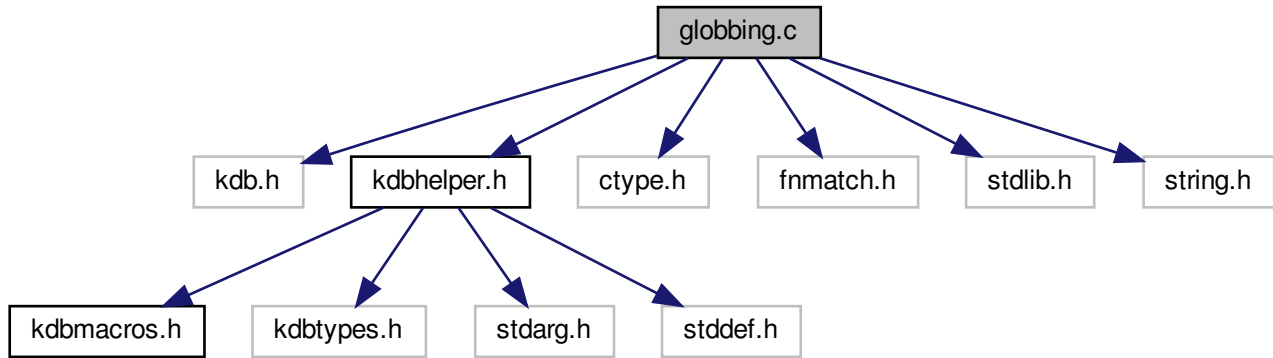 globbing.c
kdb.h
kdbhelper.h
ctype.h
fnmatch.h
stdlib.h
string.h
kdbmacros.h
kdbtypes.h
stdarg.h
stddef.h